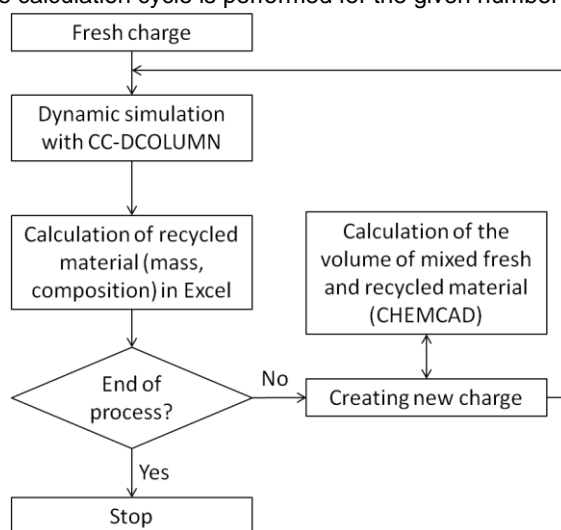 calculation cycle is performed for the given number
Fresh charge
Dynamic simulation
with CC-DCOLUMN
Calculation of recycled
material (mass,
composition) in Excel
Calculation of the
volume of mixed fresh
and recycled material
(CHEMCAD)
End of
process?
No
Creating new charge
Yes
Stop